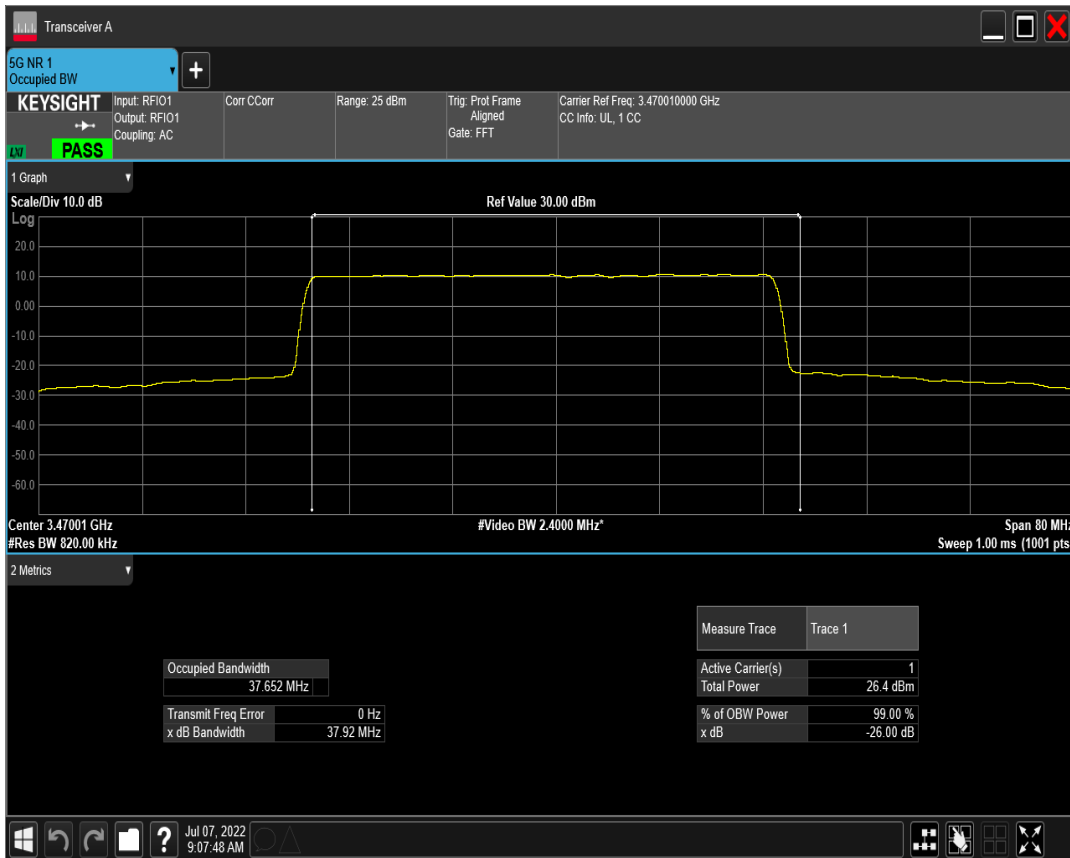 Transceiver A
5G NR 1
Occupied BW
KEYSIGHT
LXI
PASS
Input: RFIO1
Output: RFIO1
Coupling: AC
Corr CCorr
Range: 25 dBm
Trig: Prot Frame
Aligned
Gate: FFT
Carrier Ref Freq: 3.470010000 GHz
CC Info: UL, 1 CC
1 Graph
Scale/Div 10.0 dB
Ref Value 30.00 dBm
Log
20.0
10.0
0.00
-10.0
-20.0
-30.0
-40.0
-50.0
-60.0
Center 3.47001 GHz
#Video BW 2.4000 MHz*
Span 80 MHz
#Res BW 820.00 kHz
Sweep 1.00 ms (1001 pts
2 Metrics
Measure Trace Trace 1
Occupied Bandwidth
37.652 MHz
Active Carrier(s) 1
Total Power 26.4 dBm
Transmit Freq Error 0 Hz
x dB Bandwidth 37.92 MHz
% of OBW Power 99.00 %
x dB -26.00 dB
?
Jul 07, 2022
9:07:48 AM